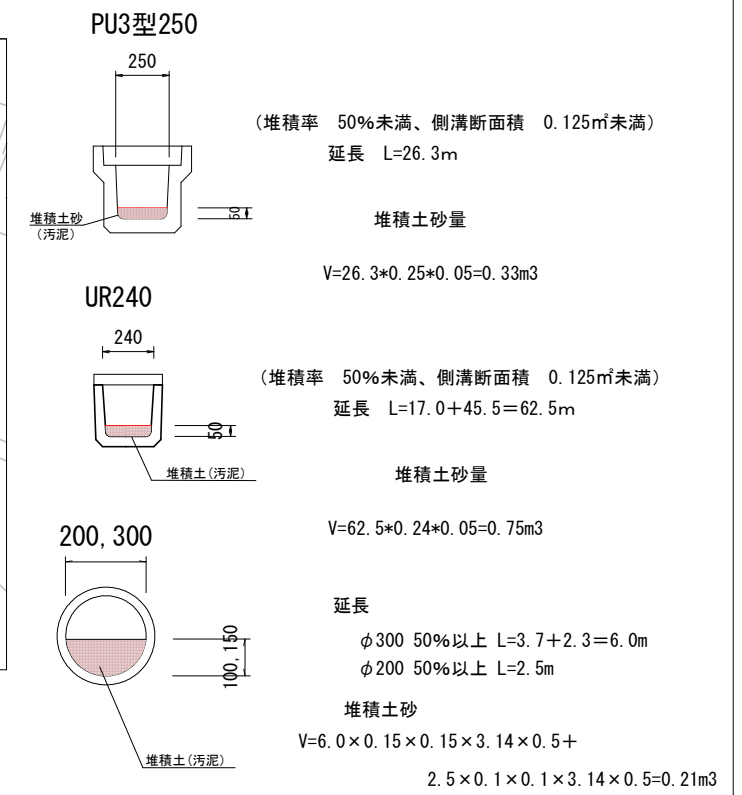 PU3型250
250
(堆積率 50%未満、側溝断面積 0.125㎡未満)
延長 L=26.3m
堆積土砂
(汚泥)
50
堆積土砂量
V=26.3*0.25*0.05=0.33m3
UR240
240
(堆積率 50%未満、側溝断面積 0.125㎡未満)
延長 L=17.0+45.5=62.5m
50
堆積土(汚泥)
堆積土砂量
V=62.5*0.24*0.05=0.75m3
200,300
延長
φ300 50%以上 L=3.7+2.3=6.0m
φ200 50%以上 L=2.5m
100,150
堆積土砂
V=6.0×0.15×0.15×3.14×0.5+
堆積土(汚泥)
2.5×0.1×0.1×3.14×0.5=0.21m3